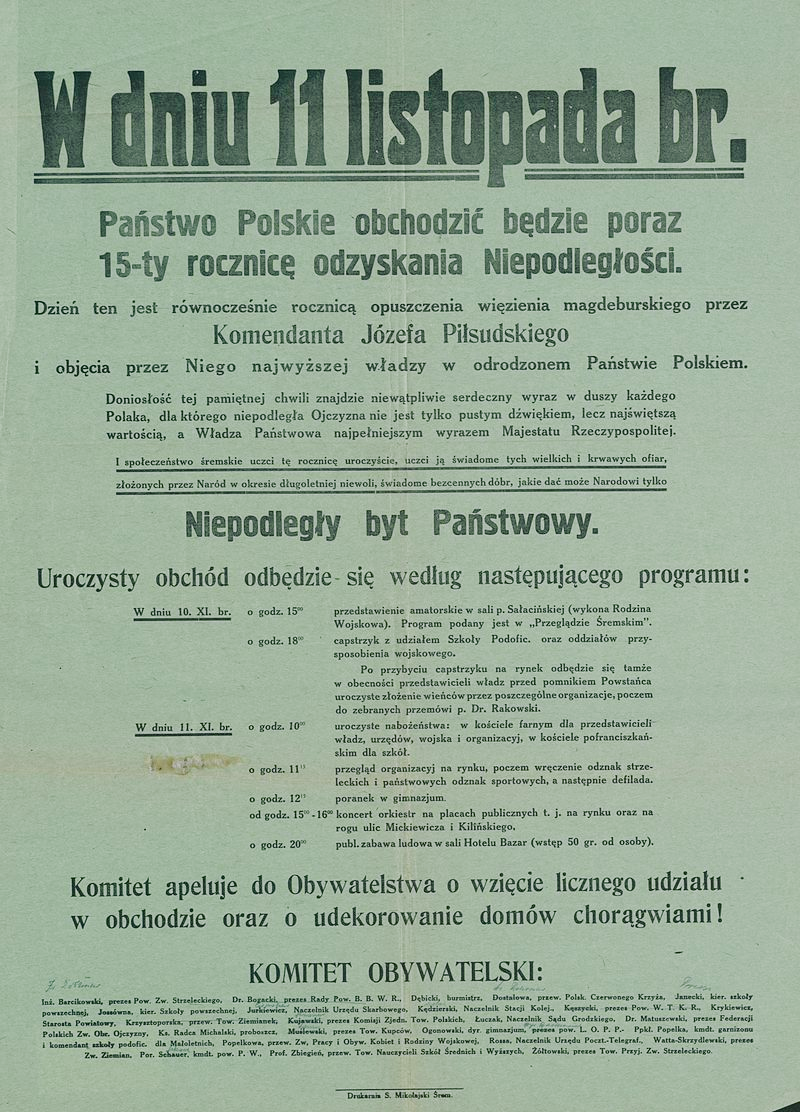 W dniu 11 listopada br.
Państwo Polskie obchodzić będzie poraz
15-ty rocznicę odzyskania Niepodległości.
Dzień ten jest równocześnie rocznicą opuszczenia więzienia magdeburskiego przez
Komendanta Józefa Piłsudskiego
i objęcia przez Niego najwyższej władzy w odrodzonem Państwie Polskiem.
Doniosłość tej pamiętnej chwili znajdzie niewątpliwie serdeczny wyraz w duszy każdego
Polaka, dla którego niepodległa Ojczyzna nie jest tylko pustym dźwiękiem, lecz najświętszą
wartością, a Władza Państwowa najpełniejszym wyrazem Majestatu Rzeczypospolitej.
I społeczeństwo śremskie uczci tę rocznicę uroczyście, uczci ją świadome tych wielkich i krwawych ofiar,
złożonych przez Naród w okresie długoletniej niewoli, świadome bezcennych dóbr, jakie dać może Narodowi tylko
Niepodległy byt Państwowy.
Uroczysty obchód odbędzie się według następującego programu:
W dniu 10. XI. br. o godz. 15⁰⁰ przedstawienie amatorskie w sali p. Sałacińskiej (wykona Rodzina
Wojskowa). Program podany jest w „Przeglądzie Śremskim".
o godz. 18⁰⁰ capstrzyk z udziałem Szkoły Podofic. oraz oddziałów przy-
sposobienia wojskowego.
Po przybyciu capstrzyku na rynek odbędzie się tamże
w obecności przedstawicieli władz przed pomnikiem Powstańca
uroczyste złożenie wieńców przez poszczególne organizacje, poczem
do zebranych przemówi p. Dr. Rakowski.
W dniu 11. XI. br. o godz. 10⁰⁰ uroczyste nabożeństwa: w kościele farnym dla przedstawicieli
władz, urzędów, wojska i organizacyj, w kościele pofranciszkań-
skim dla szkół.
o godz. 11¹⁵ przegląd organizacyj na rynku, poczem wręczenie odznak strze-
leckich i państwowych odznak sportowych, a następnie defilada.
o godz. 12¹⁵ poranek w gimnazjum.
od godz. 15⁰⁰-16⁰⁰ koncert orkiestr na placach publicznych t. j. na rynku oraz na
rogu ulic Mickiewicza i Kilińskiego.
o godz. 20⁰⁰ publ. zabawa ludowa w sali Hotelu Bazar (wstęp 50 gr. od osoby).
Komitet apeluje do Obywatelstwa o wzięcie licznego udziału
w obchodzie oraz o udekorowanie domów chorągwiami!
KOMITET OBYWATELSKI:
Inż. Barcikowski, prezes Pow. Zw. Strzeleckiego, Dr. Bogacki, prezes Rady Pow. B. B. W. R., Dębicki, burmistrz, Dostalowa, przew. Polsk. Czerwonego Krzyża, Janecki, kier. szkoły
powszechnej, Jossówna, kier. Szkoły powszechnej, Jurkiewicz, Naczelnik Urzędu Skarbowego, Kędzierski, Naczelnik Stacji Kolej., Kęszycki, prezes Pow. W. T. K. R., Krykiewicz,
Starosta Powiatowy, Krzysztoporska, przew. Tow. Ziemianek, Kujawski, prezes Komisji Zjedn. Tow. Polskich, Łuczak, Naczelnik Sądu Grodzkiego, Dr. Matuszewski, prezes Federacji
Polskich Zw. Obr. Ojczyzny, Ks. Radca Michalski, proboszcz, Muślewski, prezes Tow. Kupców, Ogonowski, dyr. gimnazjum, prezes pow. L. O. P. P.- Ppłk. Popelka, kmdt. garnizonu
i komendant szkoły podofic. dla Małoletnich, Popelkowa, przew. Zw. Pracy i Obyw. Kobiet i Rodziny Wojskowej, Rossa, Naczelnik Urzędu Poczt.-Telegraf., Watta-Skrzydlewski, prezes
Zw. Ziemian, Por. Schauer, kmdt. pow. P. W., Prof. Zbiegień, przew. Tow. Nauczycieli Szkół Średnich i Wyższych, Żółtowski, prezes Tow. Przyj. Zw. Strzeleckiego.
Drukarnia S. Mikołajski Śrem.